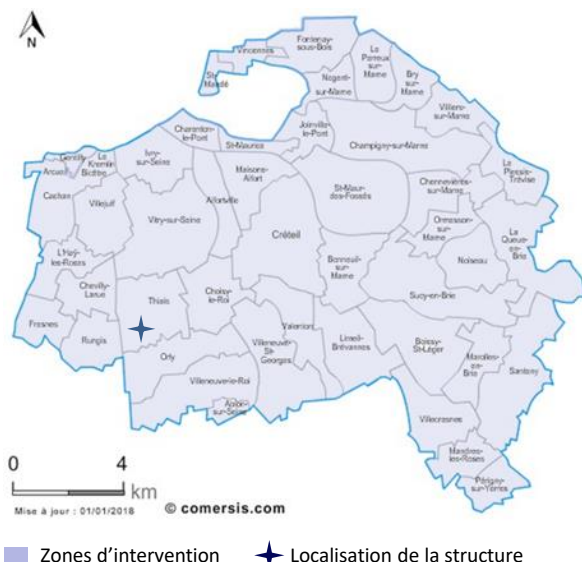 N
Fontenay-
sous-Bois
Vincennes
Le
Perreux
sur-
Marne
St-
Mandé
Nogent-
sur-Marne
Bry
sur-
Marne
Villiers-
sur-Marne
Joinville-
le-Pont
Charenton-
le-Pont
St-Maurice
Champigny-sur-Marne
Gentilly
Le
Kremlin-
Bicêtre
Ivry-
sur-Seine
Arcueil
Maisons-
Alfort
Le
Plessis-
Trévise
Cachan
Villejuif
Alfortville
St-Maur-
des-Fossés
Chennevières-
sur-Marne
Vitry-sur-Seine
Créteil
Ormesson-
sur-
Marne
La
Queue-
en-Brie
L'Haÿ-
les-Roses
Bonneuil-
sur-
Marne
Noiseau
Chevilly-
Larue
Thiais
Choisy-
le-Roi
Sucy-en-Brie
Fresnes
Rungis
Valenton
Villeneuve-
St-
Georges
Limeil-
Brévannes
Boissy-
St-Léger
Orly
Marolles-
en-
Brie
Santeny
Villeneuve-le-Roi
Ablon-
sur-Seine
Villecresnes
Mandres-
les-Roses
Périgny-
sur-Yerres
0 4
km
Mise à jour : 01/01/2018 © comersis.com
Zones d'intervention Localisation de la structure